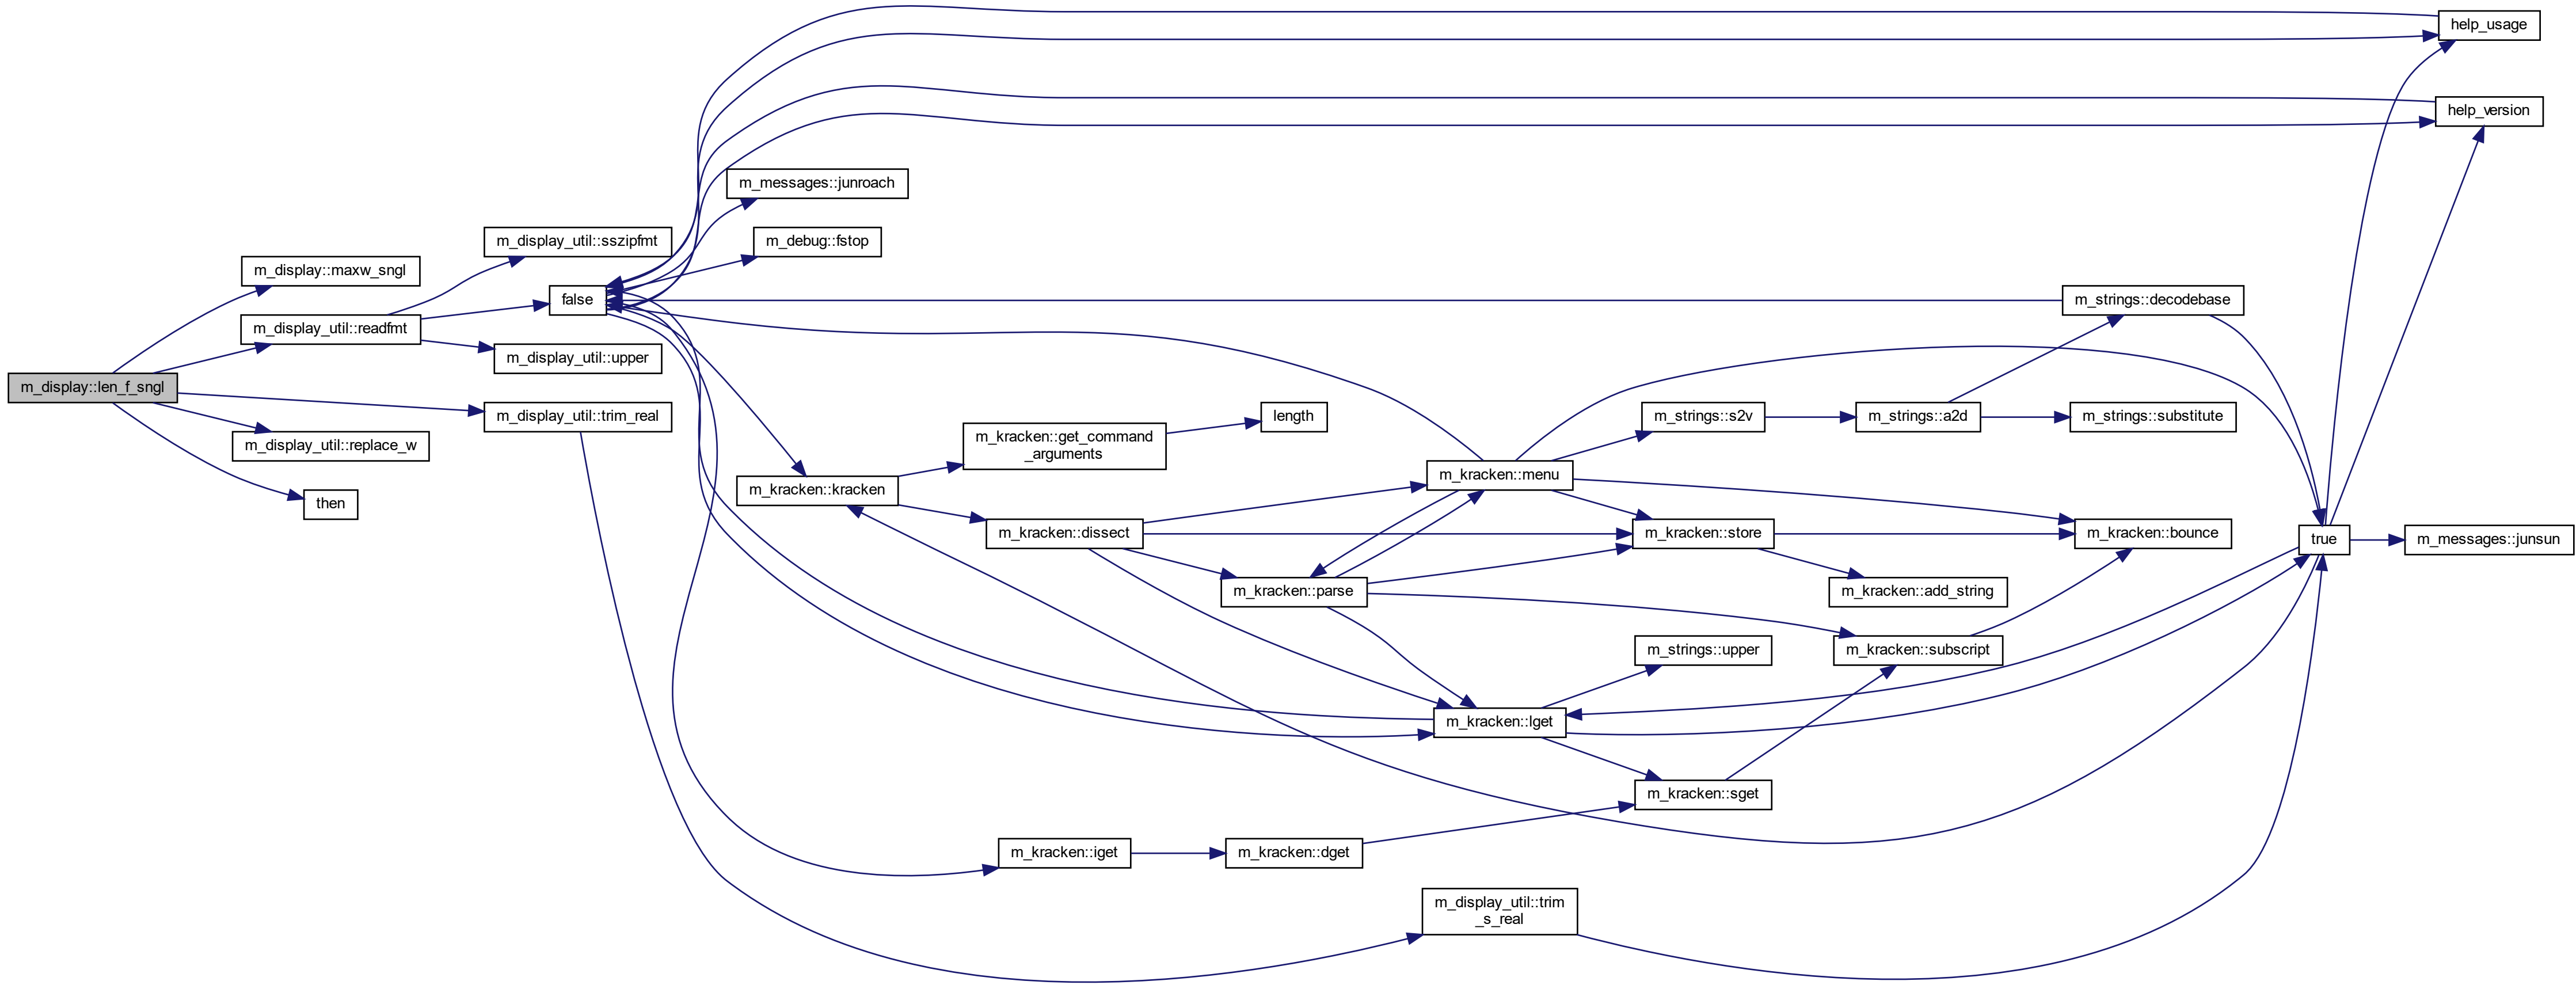 help_usage
help_version
m_messages::junroach
m_display_util::sszipfmt
m_debug::fstop
m_display::maxw_sngl
false
m_strings::decodebase
m_display_util::readfmt
m_display_util::upper
m_display::len_f_sngl
m_display_util::trim_real
length
m_strings::s2v
m_strings::a2d
m_strings::substitute
m_display_util::replace_w
m_kracken::get_command
_arguments
m_kracken::menu
m_kracken::kracken
then
m_kracken::dissect
m_kracken::store
m_kracken::bounce
true
m_messages::junsun
m_kracken::parse
m_kracken::add_string
m_strings::upper
m_kracken::subscript
m_kracken::lget
m_kracken::sget
m_kracken::iget
m_kracken::dget
m_display_util::trim
_s_real